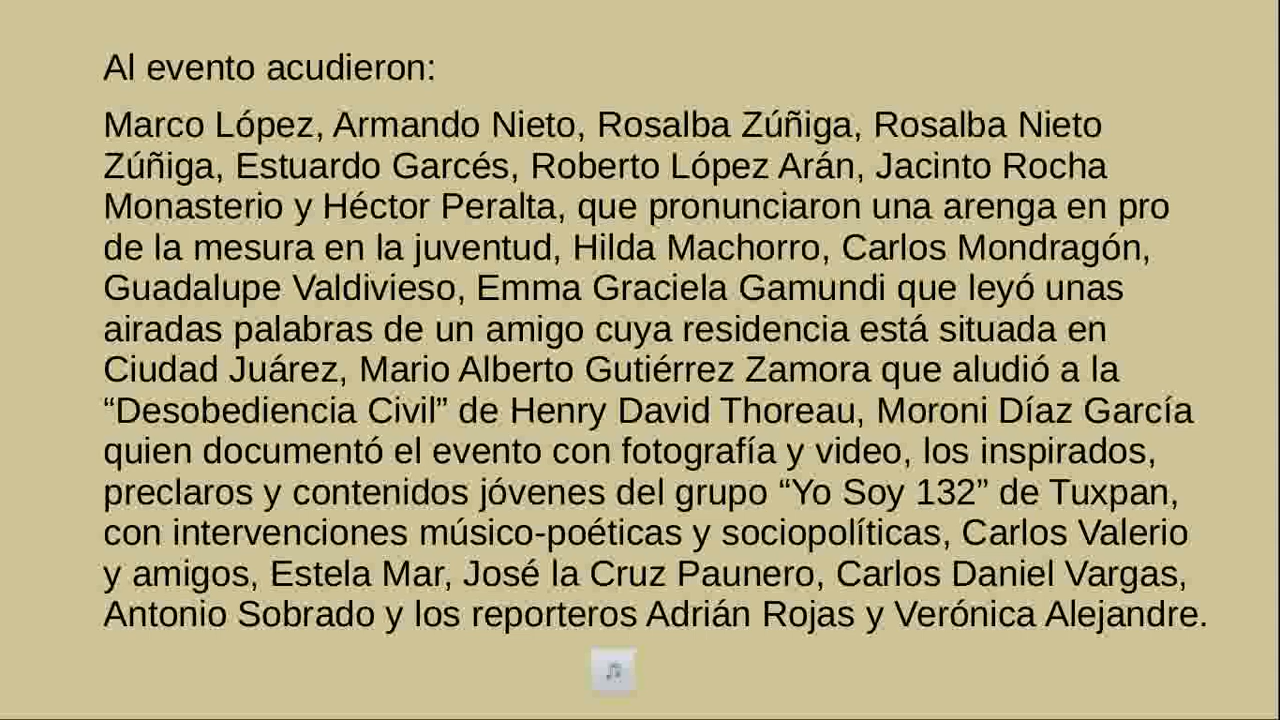 Al evento acudieron:
Marco López, Armando Nieto, Rosalba Zúñiga, Rosalba Nieto
Zúñiga, Estuardo Garcés, Roberto López Arán, Jacinto Rocha
Monasterio y Héctor Peralta, que pronunciaron una arenga en pro
de la mesura en la juventud, Hilda Machorro, Carlos Mondragón,
Guadalupe Valdivieso, Emma Graciela Gamundi que leyó unas
airadas palabras de un amigo cuya residencia está situada en
Ciudad Juárez, Mario Alberto Gutiérrez Zamora que aludió a la
“Desobediencia Civil” de Henry David Thoreau, Moroni Díaz García
quien documentó el evento con fotografía y video, los inspirados,
preclaros y contenidos jóvenes del grupo “Yo Soy 132” de Tuxpan,
con intervenciones músico-poéticas y sociopolíticas, Carlos Valerio
y amigos, Estela Mar, José la Cruz Paunero, Carlos Daniel Vargas,
Antonio Sobrado y los reporteros Adrián Rojas y Verónica Alejandre.